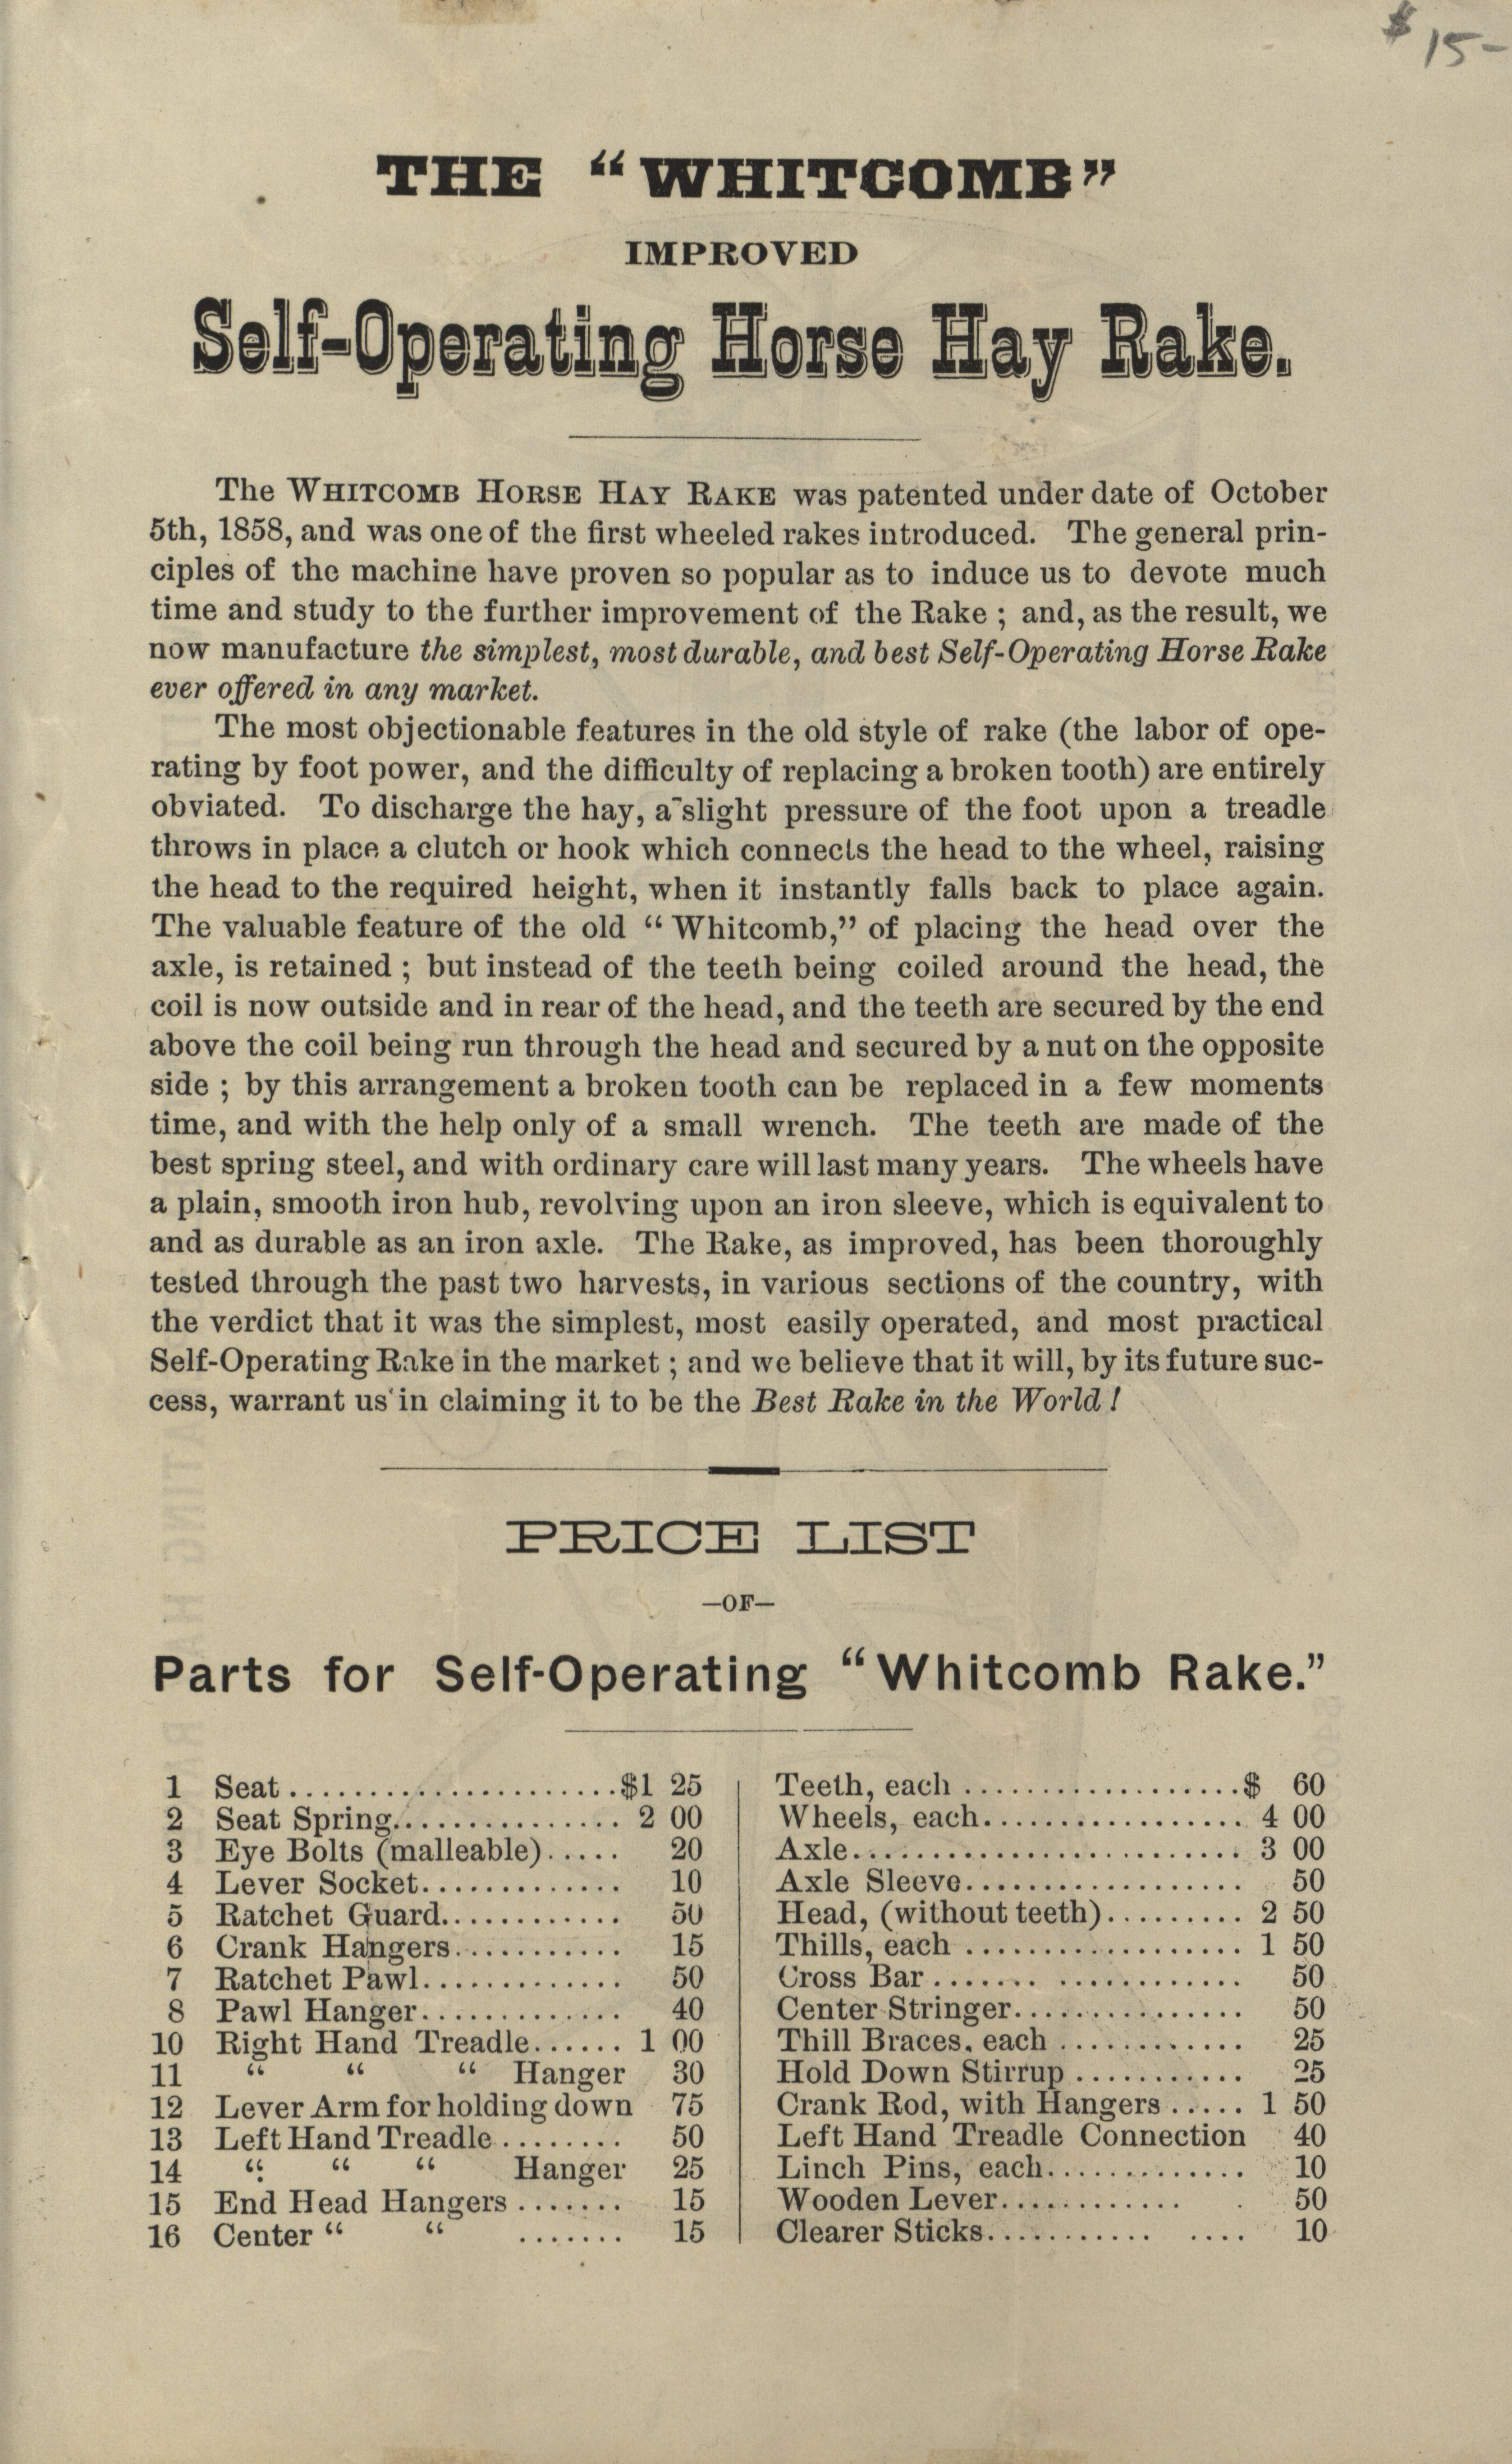 $ 15-
THE "WHITCOMB"
IMPROVED
Self-Operating Horse Hay Rake.
The WHITCOMB HORSE HAY RAKE was patented under date of October
5th, 1858, and was one of the first wheeled rakes introduced. The general prin-
ciples of the machine have proven so popular as to induce us to devote much
time and study to the further improvement of the Rake ; and, as the result, we
now manufacture the simplest, most durable, and best Self-Operating Horse Rake
ever offered in any market.
The most objectionable features in the old style of rake (the labor of ope-
rating by foot power, and the difficulty of replacing a broken tooth) are entirely
obviated. To discharge the hay, a slight pressure of the foot upon a treadle
throws in place a clutch or hook which connects the head to the wheel, raising
the head to the required height, when it instantly falls back to place again.
The valuable feature of the old "Whitcomb," of placing the head over the
axle, is retained ; but instead of the teeth being coiled around the head, the
coil is now outside and in rear of the head, and the teeth are secured by the end
above the coil being run through the head and secured by a nut on the opposite
side ; by this arrangement a broken tooth can be replaced in a few moments
time, and with the help only of a small wrench. The teeth are made of the
best spring steel, and with ordinary care will last many years. The wheels have
a plain, smooth iron hub, revolving upon an iron sleeve, which is equivalent to
and as durable as an iron axle. The Rake, as improved, has been thoroughly
tested through the past two harvests, in various sections of the country, with
the verdict that it was the simplest, most easily operated, and most practical
Self-Operating Rake in the market ; and we believe that it will, by its future suc-
cess, warrant us in claiming it to be the Best Rake in the World !
PRICE LIST
—OF—
Parts for Self-Operating "Whitcomb Rake."
1 Seat......................$1 25
2 Seat Spring............... 2 00
3 Eye Bolts (malleable)..... 20
4 Lever Socket............. 10
5 Ratchet Guard............ 50
6 Crank Hangers........... 15
7 Ratchet Pawl............. 50
8 Pawl Hanger............. 40
10 Right Hand Treadle...... 1 00
11 " " " Hanger 30
12 Lever Arm for holding down 75
13 Left Hand Treadle........ 50
14 " " " Hanger 25
15 End Head Hangers....... 15
16 Center " " ....... 15
Teeth, each..................$ 60
Wheels, each................. 4 00
Axle......................... 3 00
Axle Sleeve.................. 50
Head, (without teeth)......... 2 50
Thills, each.................. 1 50
Cross Bar....... ............ 50
Center Stringer............... 50
Thill Braces, each............ 25
Hold Down Stirrup........... 25
Crank Rod, with Hangers..... 1 50
Left Hand Treadle Connection 40
Linch Pins, each............. 10
Wooden Lever............ 50
Clearer Sticks........... .... 10